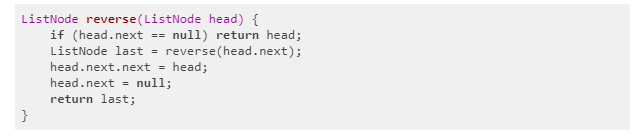 ListNode reverse(ListNode head) {
    if (head.next == null) return head;
    ListNode last = reverse(head.next);
    head.next.next = head;
    head.next = null;
    return last;
}